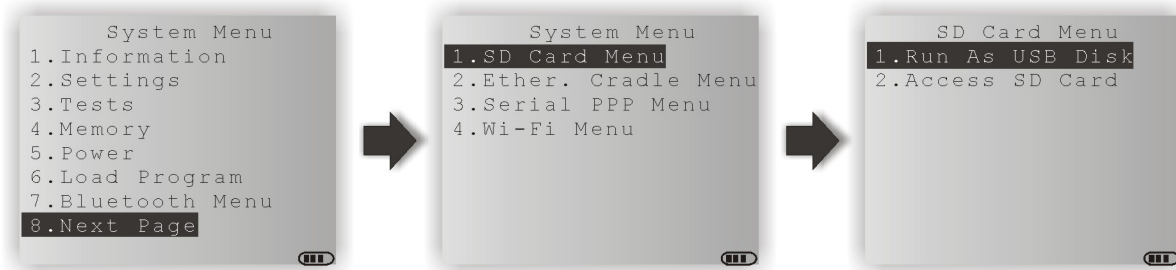 System Menu
1.Information
2.Settings
3.Tests
4.Memory
5.Power
6.Load Program
7.Bluetooth Menu
8.Next Page
System Menu
1.SD Card Menu
2.Ether. Cradle Menu
3.Serial PPP Menu
4.Wi-Fi Menu
SD Card Menu
1.Run As USB Disk
2.Access SD Card